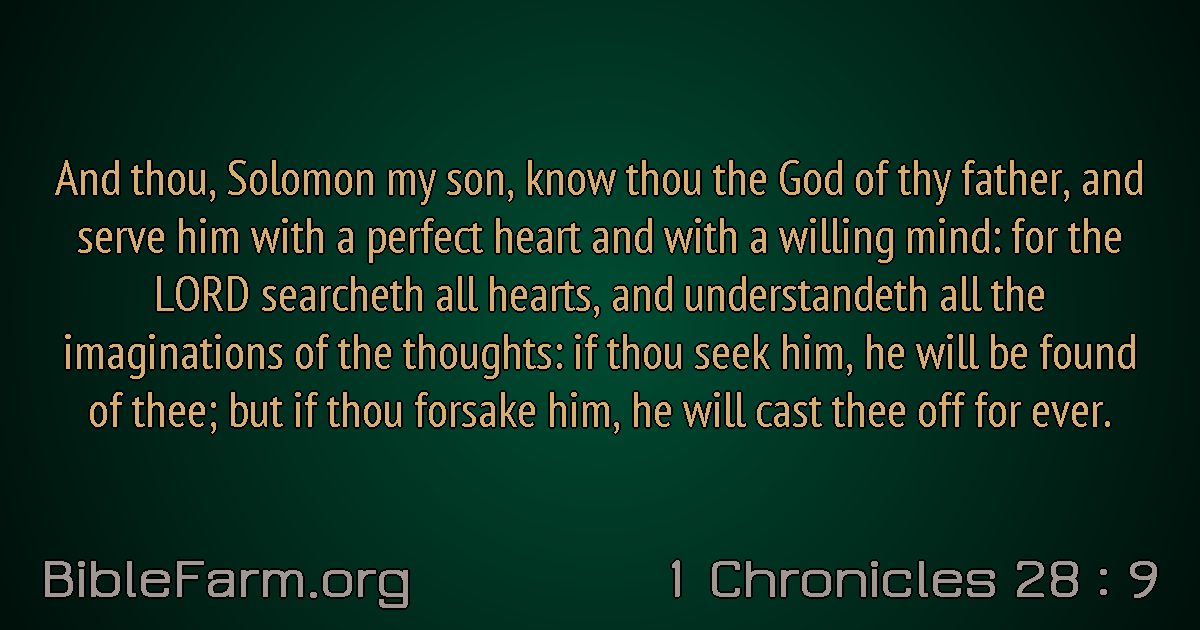 And thou, Solomon my son, know thou the God of thy father, and
serve him with a perfect heart and with a willing mind: for the
LORD searcheth all hearts, and understandeth all the
imaginations of the thoughts: if thou seek him, he will be found
of thee; but if thou forsake him, he will cast thee off for ever.
BibleFarm.org 1 Chronicles 28 : 9